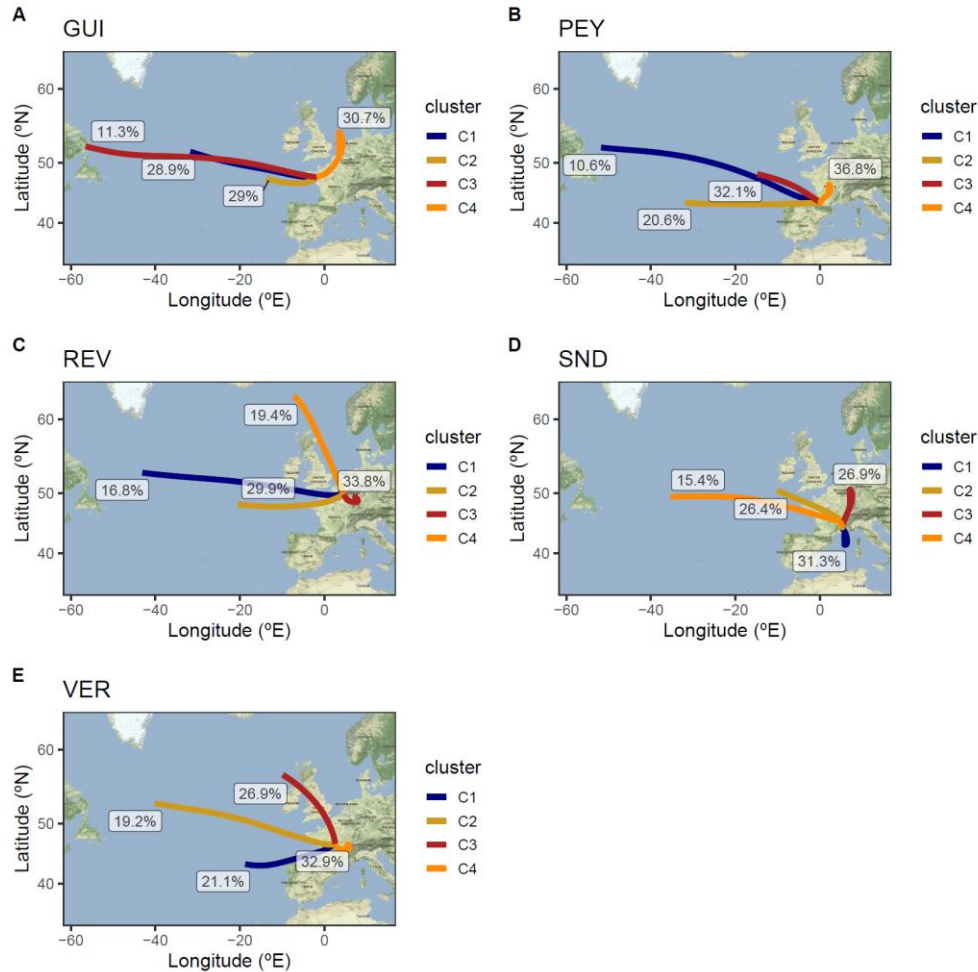 A
GUI
Latitude (ºN)
60
50
40
11.3%
28.9%
29%
30.7%
−60
−40
−20
0
Longitude (ºE)
cluster
C1
C2
C3
C4
B
PEY
Latitude (ºN)
60
50
40
10.6%
32.1%
20.6%
36.8%
−60
−40
−20
0
Longitude (ºE)
cluster
C1
C2
C3
C4
C
REV
Latitude (ºN)
60
50
40
19.4%
16.8%
29.9%
33.8%
−60
−40
−20
0
Longitude (ºE)
cluster
C1
C2
C3
C4
D
SND
Latitude (ºN)
60
50
40
15.4%
26.4%
26.9%
31.3%
−60
−40
−20
0
Longitude (ºE)
cluster
C1
C2
C3
C4
E
VER
Latitude (ºN)
60
50
40
26.9%
19.2%
32.9%
21.1%
−60
−40
−20
0
Longitude (ºE)
cluster
C1
C2
C3
C4